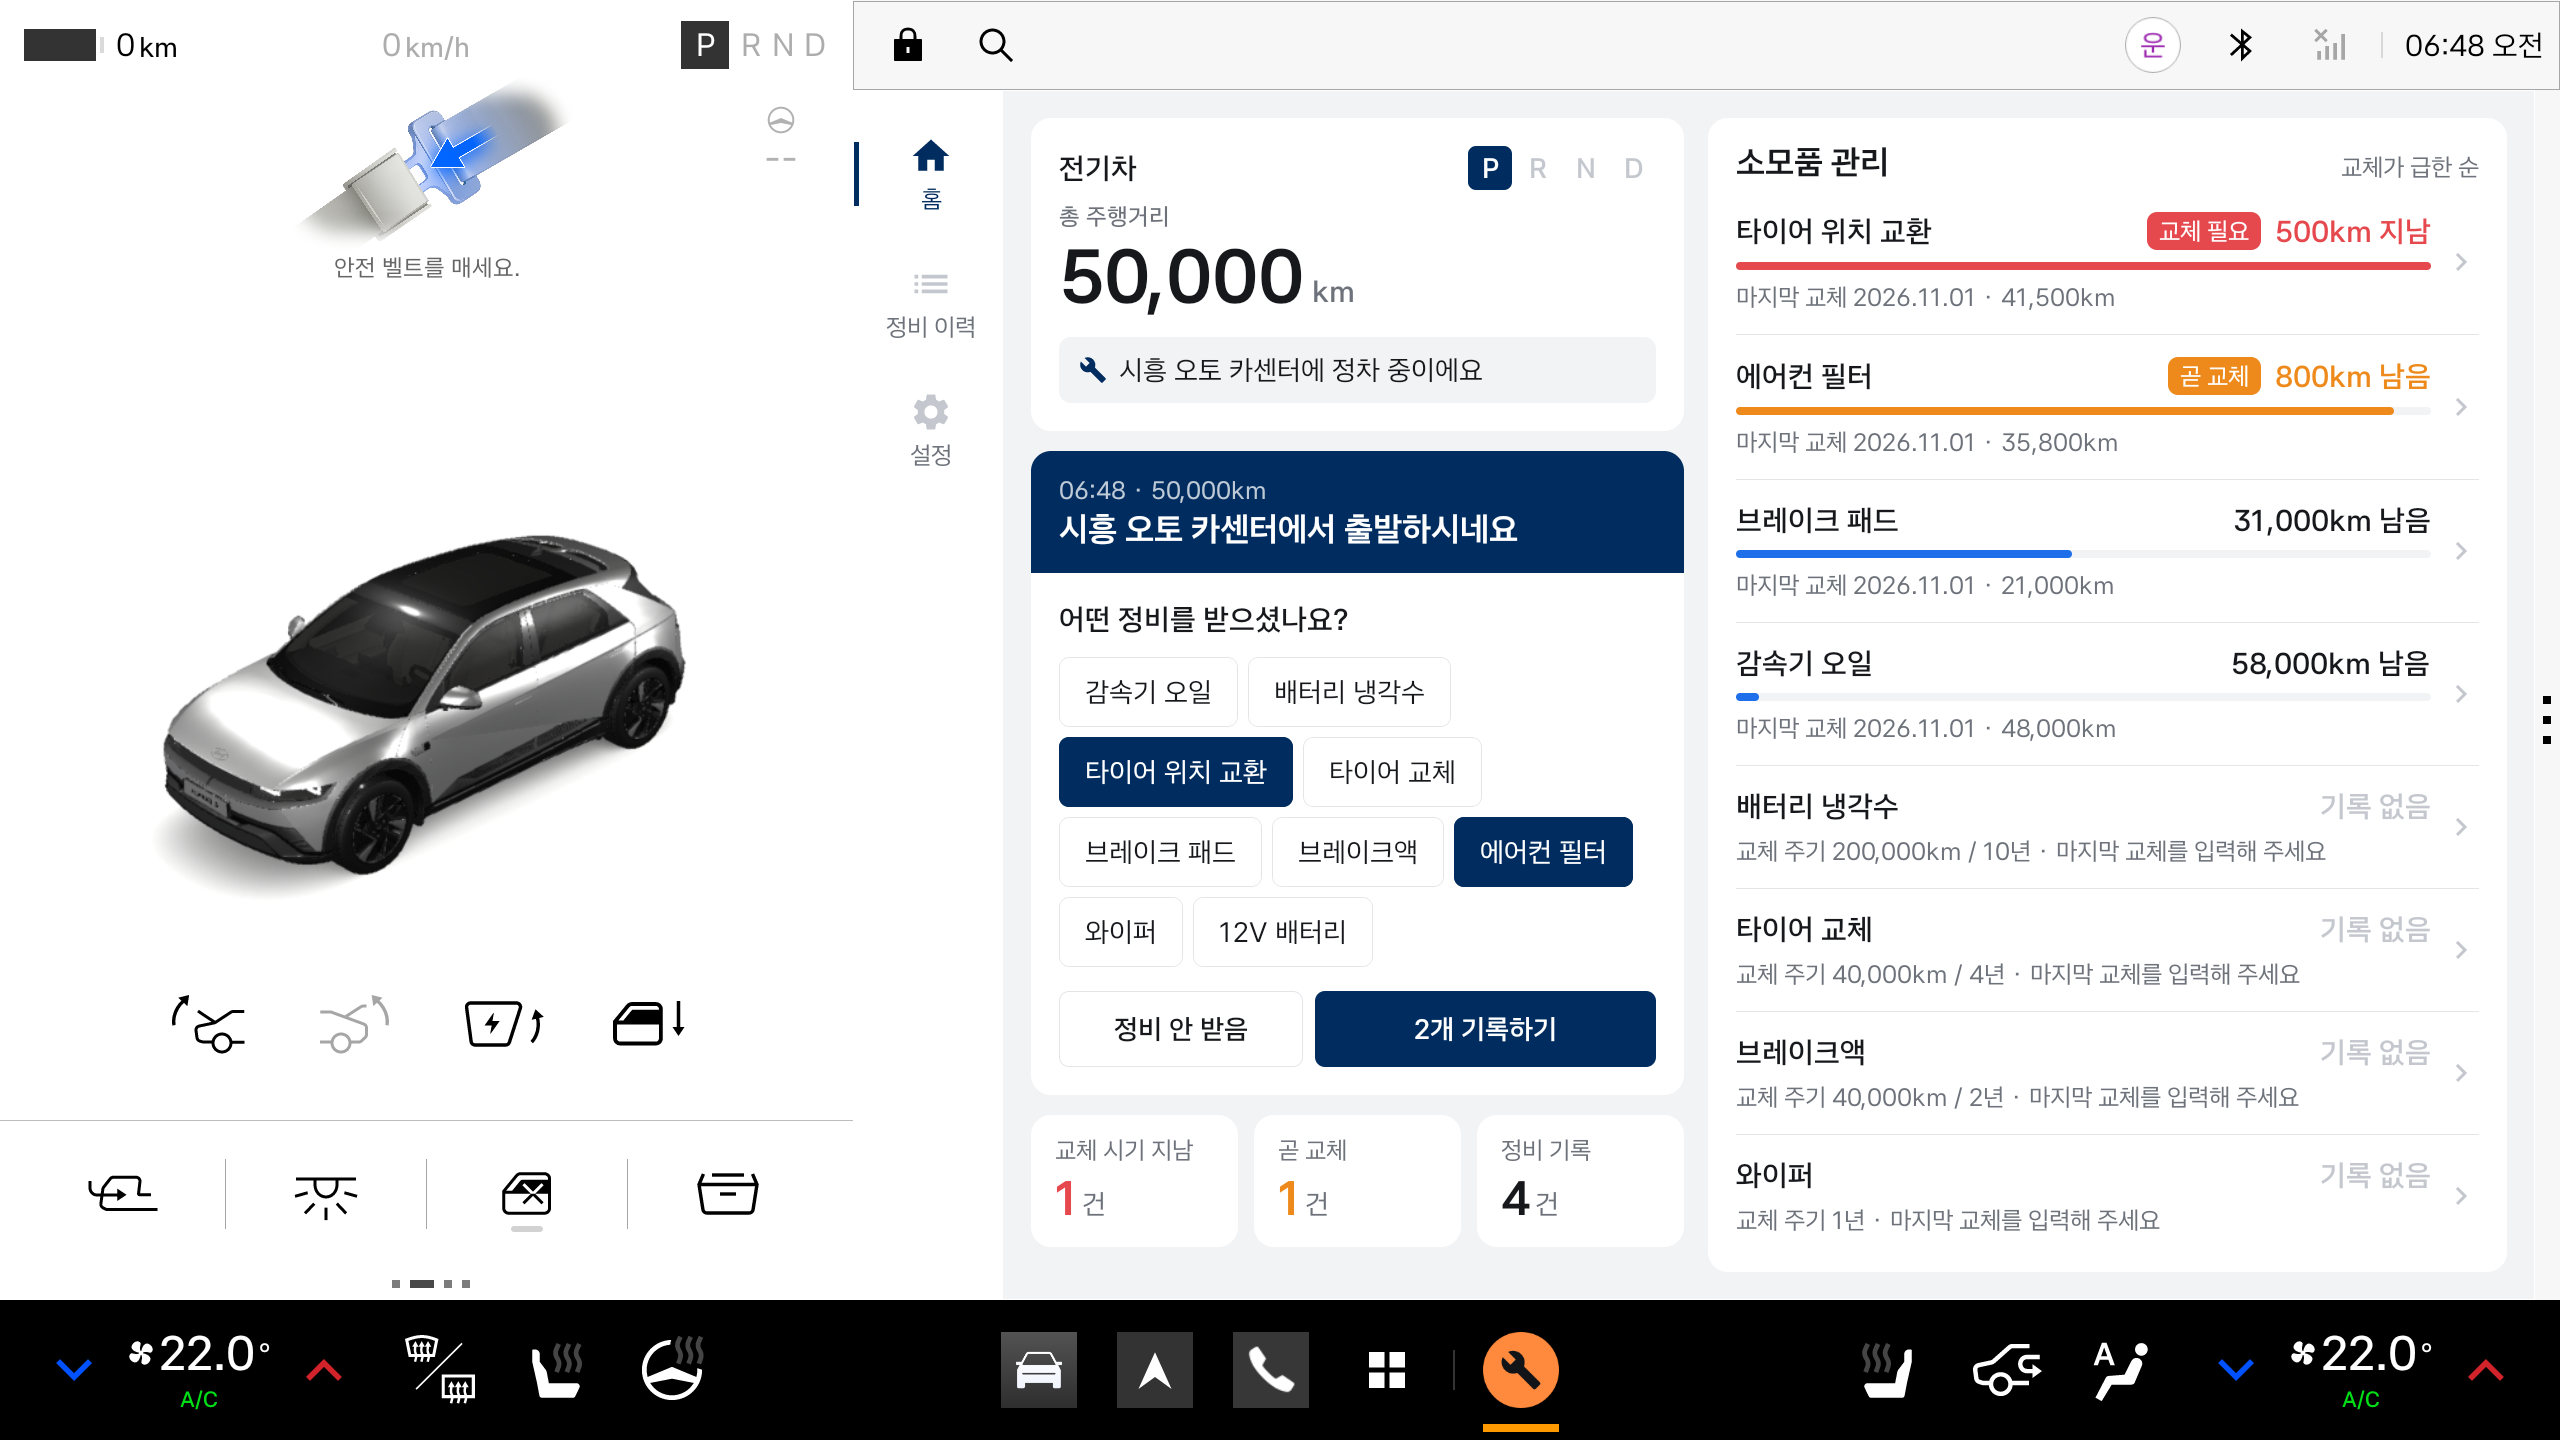 0 km
0 km/h
P R N D
안전 벨트를 매세요.
운
06:48 오전
홈
정비 이력
설정
전기차
P R N D
총 주행거리
50,000 km
시흥 오토 카센터에 정차 중이에요
06:48 · 50,000km
시흥 오토 카센터에서 출발하시네요
어떤 정비를 받으셨나요?
감속기 오일
배터리 냉각수
타이어 위치 교환
타이어 교체
브레이크 패드
브레이크액
에어컨 필터
와이퍼
12V 배터리
정비 안 받음
2개 기록하기
교체 시기 지남
1 건
곧 교체
1 건
정비 기록
4 건
소모품 관리
교체가 급한 순
타이어 위치 교환
교체 필요 500km 지남
마지막 교체 2026.11.01 · 41,500km
에어컨 필터
곧 교체 800km 남음
마지막 교체 2026.11.01 · 35,800km
브레이크 패드
31,000km 남음
마지막 교체 2026.11.01 · 21,000km
감속기 오일
58,000km 남음
마지막 교체 2026.11.01 · 48,000km
배터리 냉각수
기록 없음
교체 주기 200,000km / 10년 · 마지막 교체를 입력해 주세요
타이어 교체
기록 없음
교체 주기 40,000km / 4년 · 마지막 교체를 입력해 주세요
브레이크액
기록 없음
교체 주기 40,000km / 2년 · 마지막 교체를 입력해 주세요
와이퍼
기록 없음
교체 주기 1년 · 마지막 교체를 입력해 주세요
22.0°
A/C
A
22.0°
A/C